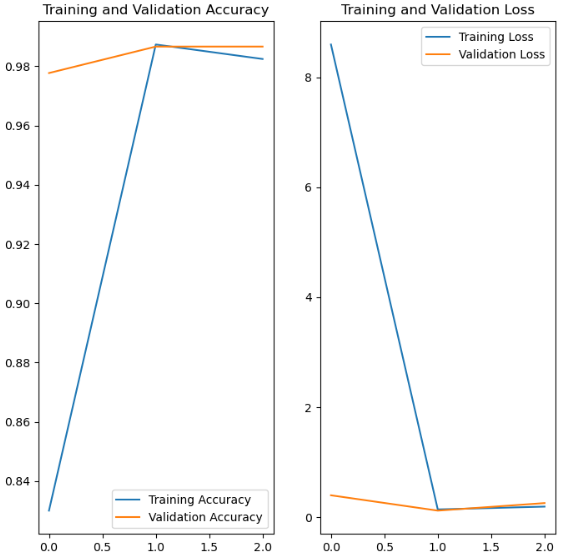 Training and Validation Accuracy
0.98
0.96
0.94
0.92
0.90
0.88
0.86
0.84
Training Accuracy
Validation Accuracy
0.0 0.5 1.0 1.5 2.0
Training and Validation Loss
Training Loss
Validation Loss
8
6
4
2
0
0.0 0.5 1.0 1.5 2.0